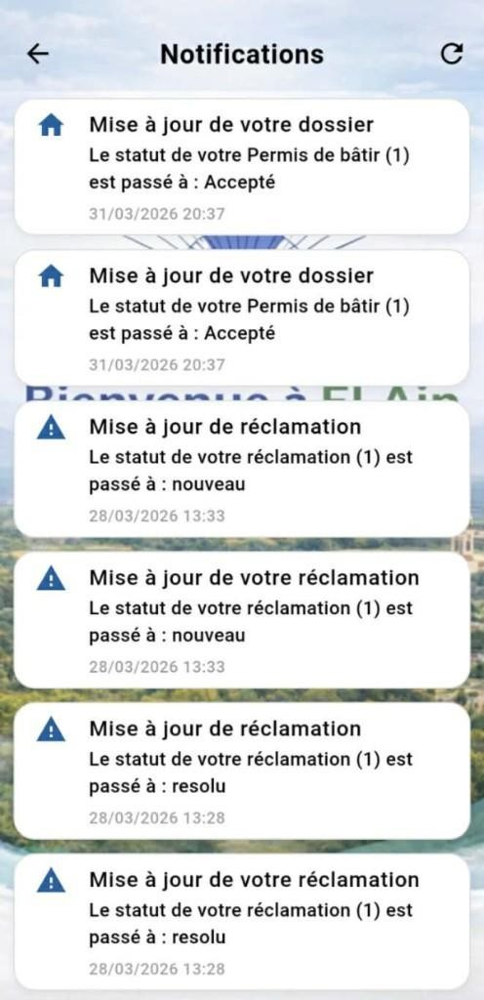 Notifications
Mise à jour de votre dossier
Le statut de votre Permis de bâtir (1)
est passé à : Accepté
31/03/2026 20:37
Mise à jour de votre dossier
Le statut de votre Permis de bâtir (1)
est passé à : Accepté
31/03/2026 20:37
Bienvenue à El Ain
Mise à jour de réclamation
Le statut de votre réclamation (1) est
passé à : nouveau
28/03/2026 13:33
Mise à jour de votre réclamation
Le statut de votre réclamation (1) est
passé à : nouveau
28/03/2026 13:33
Mise à jour de réclamation
Le statut de votre réclamation (1) est
passé à : resolu
28/03/2026 13:28
Mise à jour de votre réclamation
Le statut de votre réclamation (1) est
passé à : resolu
28/03/2026 13:28